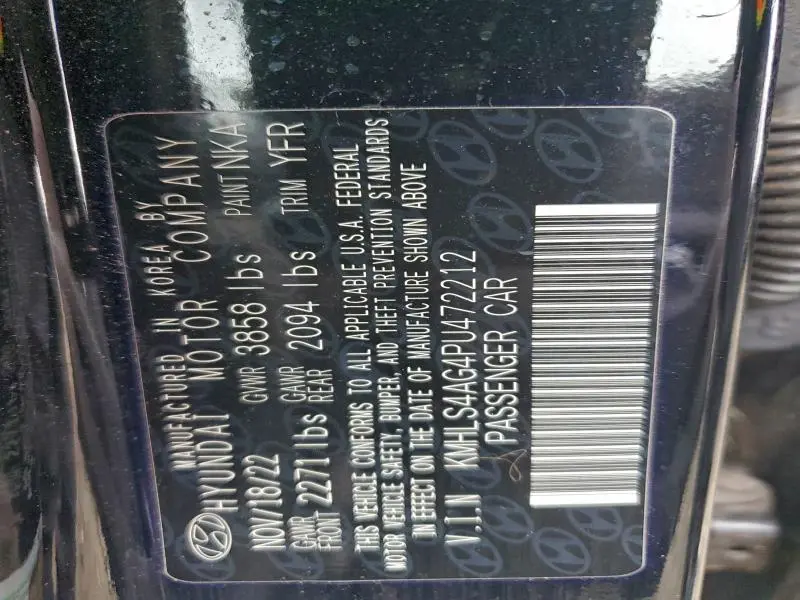 MANUFACTURED IN KOREA BY
HYUNDAI MOTOR COMPANY
NOV/18/22 GVWR 3858 lbs PAINT NKA
GAWR FRONT 2271 lbs GAWR REAR 2094 lbs TRIM YFR
THIS VEHICLE CONFORMS TO ALL APPLICABLE U.S.A. FEDERAL
MOTOR VEHICLE SAFETY, BUMPER, AND THEFT PREVENTION STANDARDS
IN EFFECT ON THE DATE OF MANUFACTURE SHOWN ABOVE
V.I.N KMHLS4AG4PU472212
PASSENGER CAR